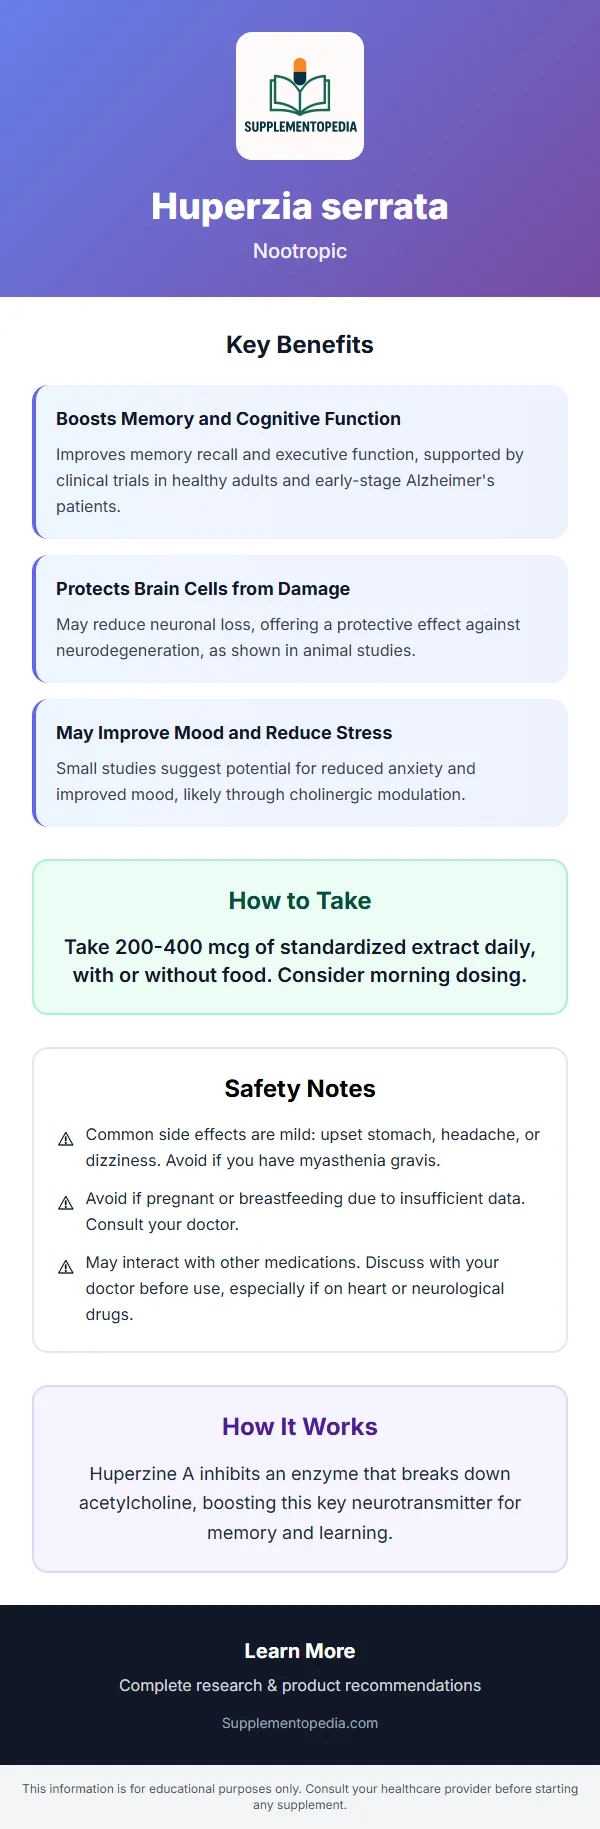 SUPPLEMENTOPEDIA
Huperzia serrata
Nootropic
Key Benefits
Boosts Memory and Cognitive Function
Improves memory recall and executive function, supported by
clinical trials in healthy adults and early-stage Alzheimer's
patients.
Protects Brain Cells from Damage
May reduce neuronal loss, offering a protective effect against
neurodegeneration, as shown in animal studies.
May Improve Mood and Reduce Stress
Small studies suggest potential for reduced anxiety and
improved mood, likely through cholinergic modulation.
How to Take
Take 200-400 mcg of standardized extract daily,
with or without food. Consider morning dosing.
Safety Notes
Common side effects are mild: upset stomach, headache, or
dizziness. Avoid if you have myasthenia gravis.
Avoid if pregnant or breastfeeding due to insufficient data.
Consult your doctor.
May interact with other medications. Discuss with your
doctor before use, especially if on heart or neurological
drugs.
How It Works
Huperzine A inhibits an enzyme that breaks down
acetylcholine, boosting this key neurotransmitter for
memory and learning.
Learn More
Complete research & product recommendations
Supplementopedia.com
This information is for educational purposes only. Consult your healthcare provider before starting
any supplement.